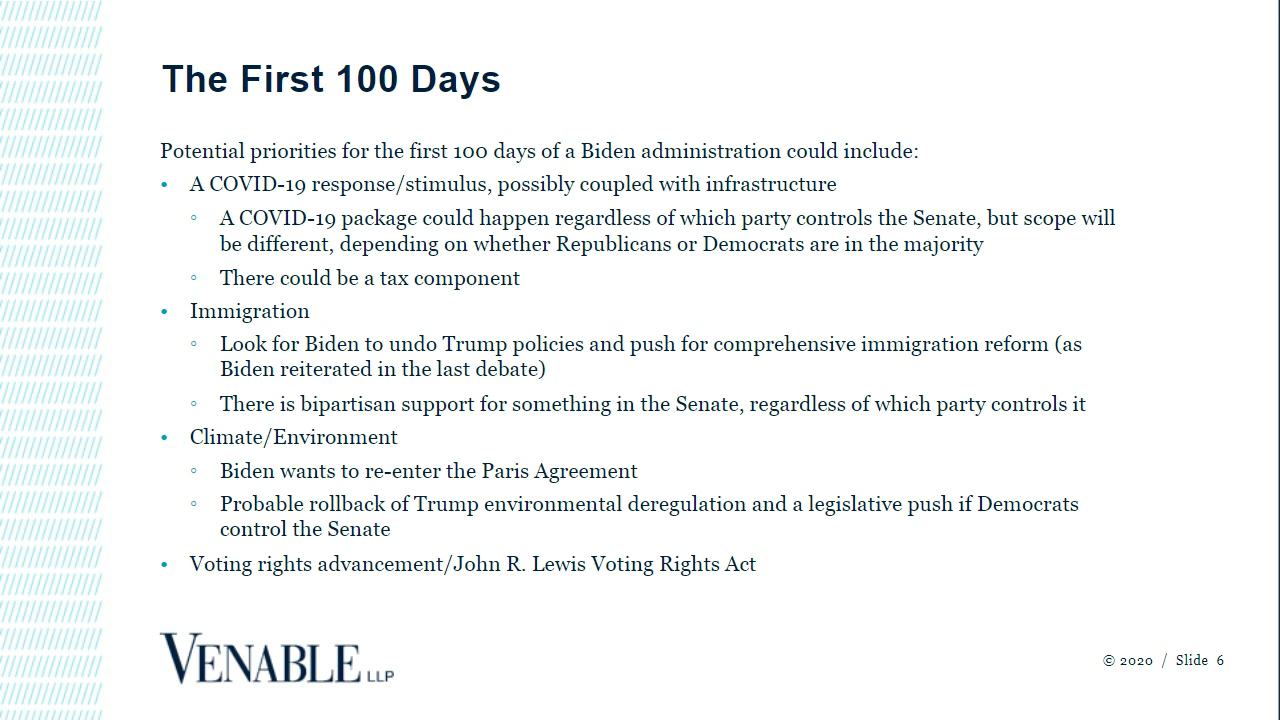 The First 100 Days
Potential priorities for the first 100 days of a Biden administration could include:
• A COVID-19 response/stimulus, possibly coupled with infrastructure
◦ A COVID-19 package could happen regardless of which party controls the Senate, but scope will
be different, depending on whether Republicans or Democrats are in the majority
◦ There could be a tax component
• Immigration
◦ Look for Biden to undo Trump policies and push for comprehensive immigration reform (as
Biden reiterated in the last debate)
◦ There is bipartisan support for something in the Senate, regardless of which party controls it
• Climate/Environment
◦ Biden wants to re-enter the Paris Agreement
◦ Probable rollback of Trump environmental deregulation and a legislative push if Democrats
control the Senate
• Voting rights advancement/John R. Lewis Voting Rights Act
VENABLE LLP
© 2020 / Slide 6